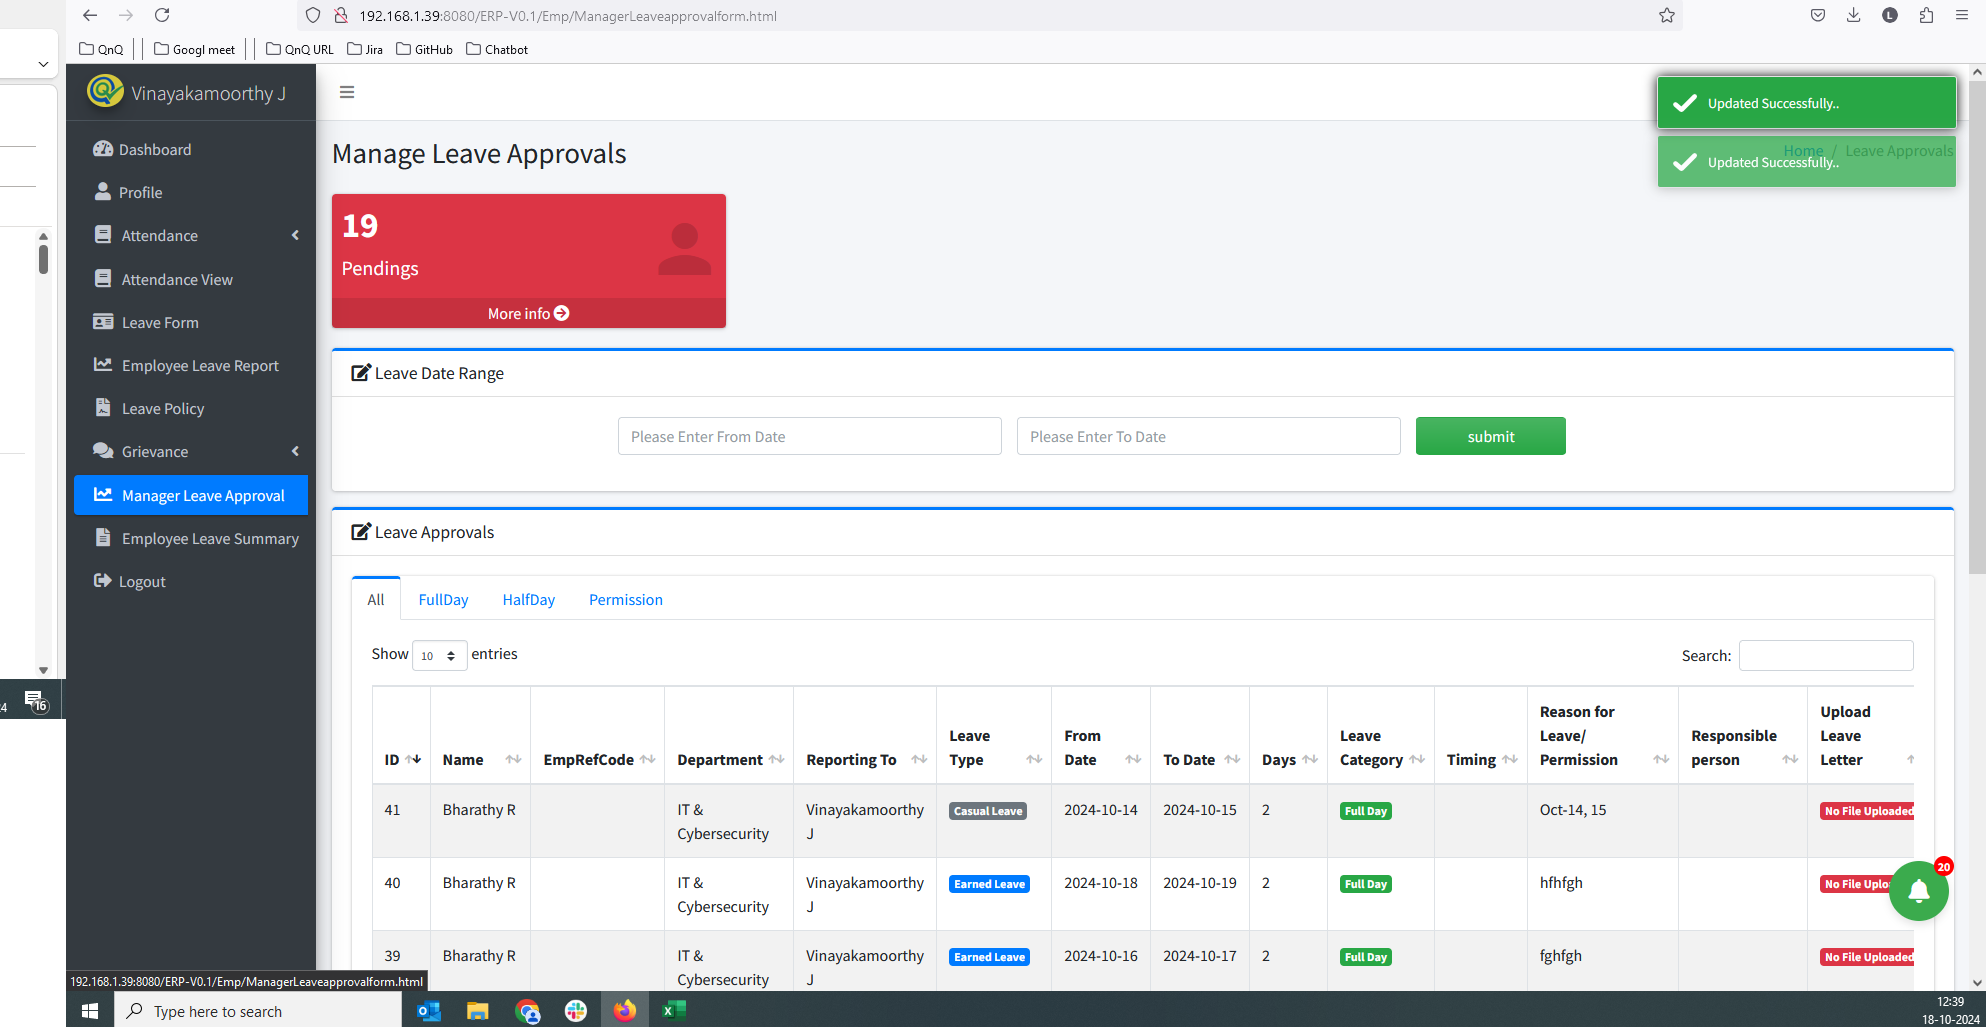 192.168.1.39:8080/ERP-V0.1/Emp/ManagerLeaveapprovalform.html
L
QnQ
Googl meet
QnQ URL
Jira
GitHub
Chatbot
Vinayakamoorthy J
Dashboard
Profile
Attendance
Attendance View
Leave Form
Employee Leave Report
Leave Policy
Grievance
Manager Leave Approval
Employee Leave Summary
Logout
Updated Successfully..
Home / Leave Approvals
Updated Successfully..
Manage Leave Approvals
19
Pendings
More info
Leave Date Range
Please Enter From Date
Please Enter To Date
submit
Leave Approvals
All FullDay HalfDay Permission
Show 10 entries
Search:
ID Name EmpRefCode Department Reporting To Leave Type From Date To Date Days Leave Category Timing Reason for Leave/ Permission Responsible person Upload Leave Letter
41 Bharathy R IT & Cybersecurity Vinayakamoorthy J Casual Leave 2024-10-14 2024-10-15 2 Full Day Oct-14, 15 No File Uploaded
40 Bharathy R IT & Cybersecurity Vinayakamoorthy J Earned Leave 2024-10-18 2024-10-19 2 Full Day hfhfgh No File Uplo
39 Bharathy R IT & Cybersecurity Vinayakamoorthy J Earned Leave 2024-10-16 2024-10-17 2 Full Day fghfgh No File Uploaded
20
4
16
192.168.1.39:8080/ERP-V0.1/Emp/ManagerLeaveapprovalform.html
Type here to search
12:39
18-10-2024